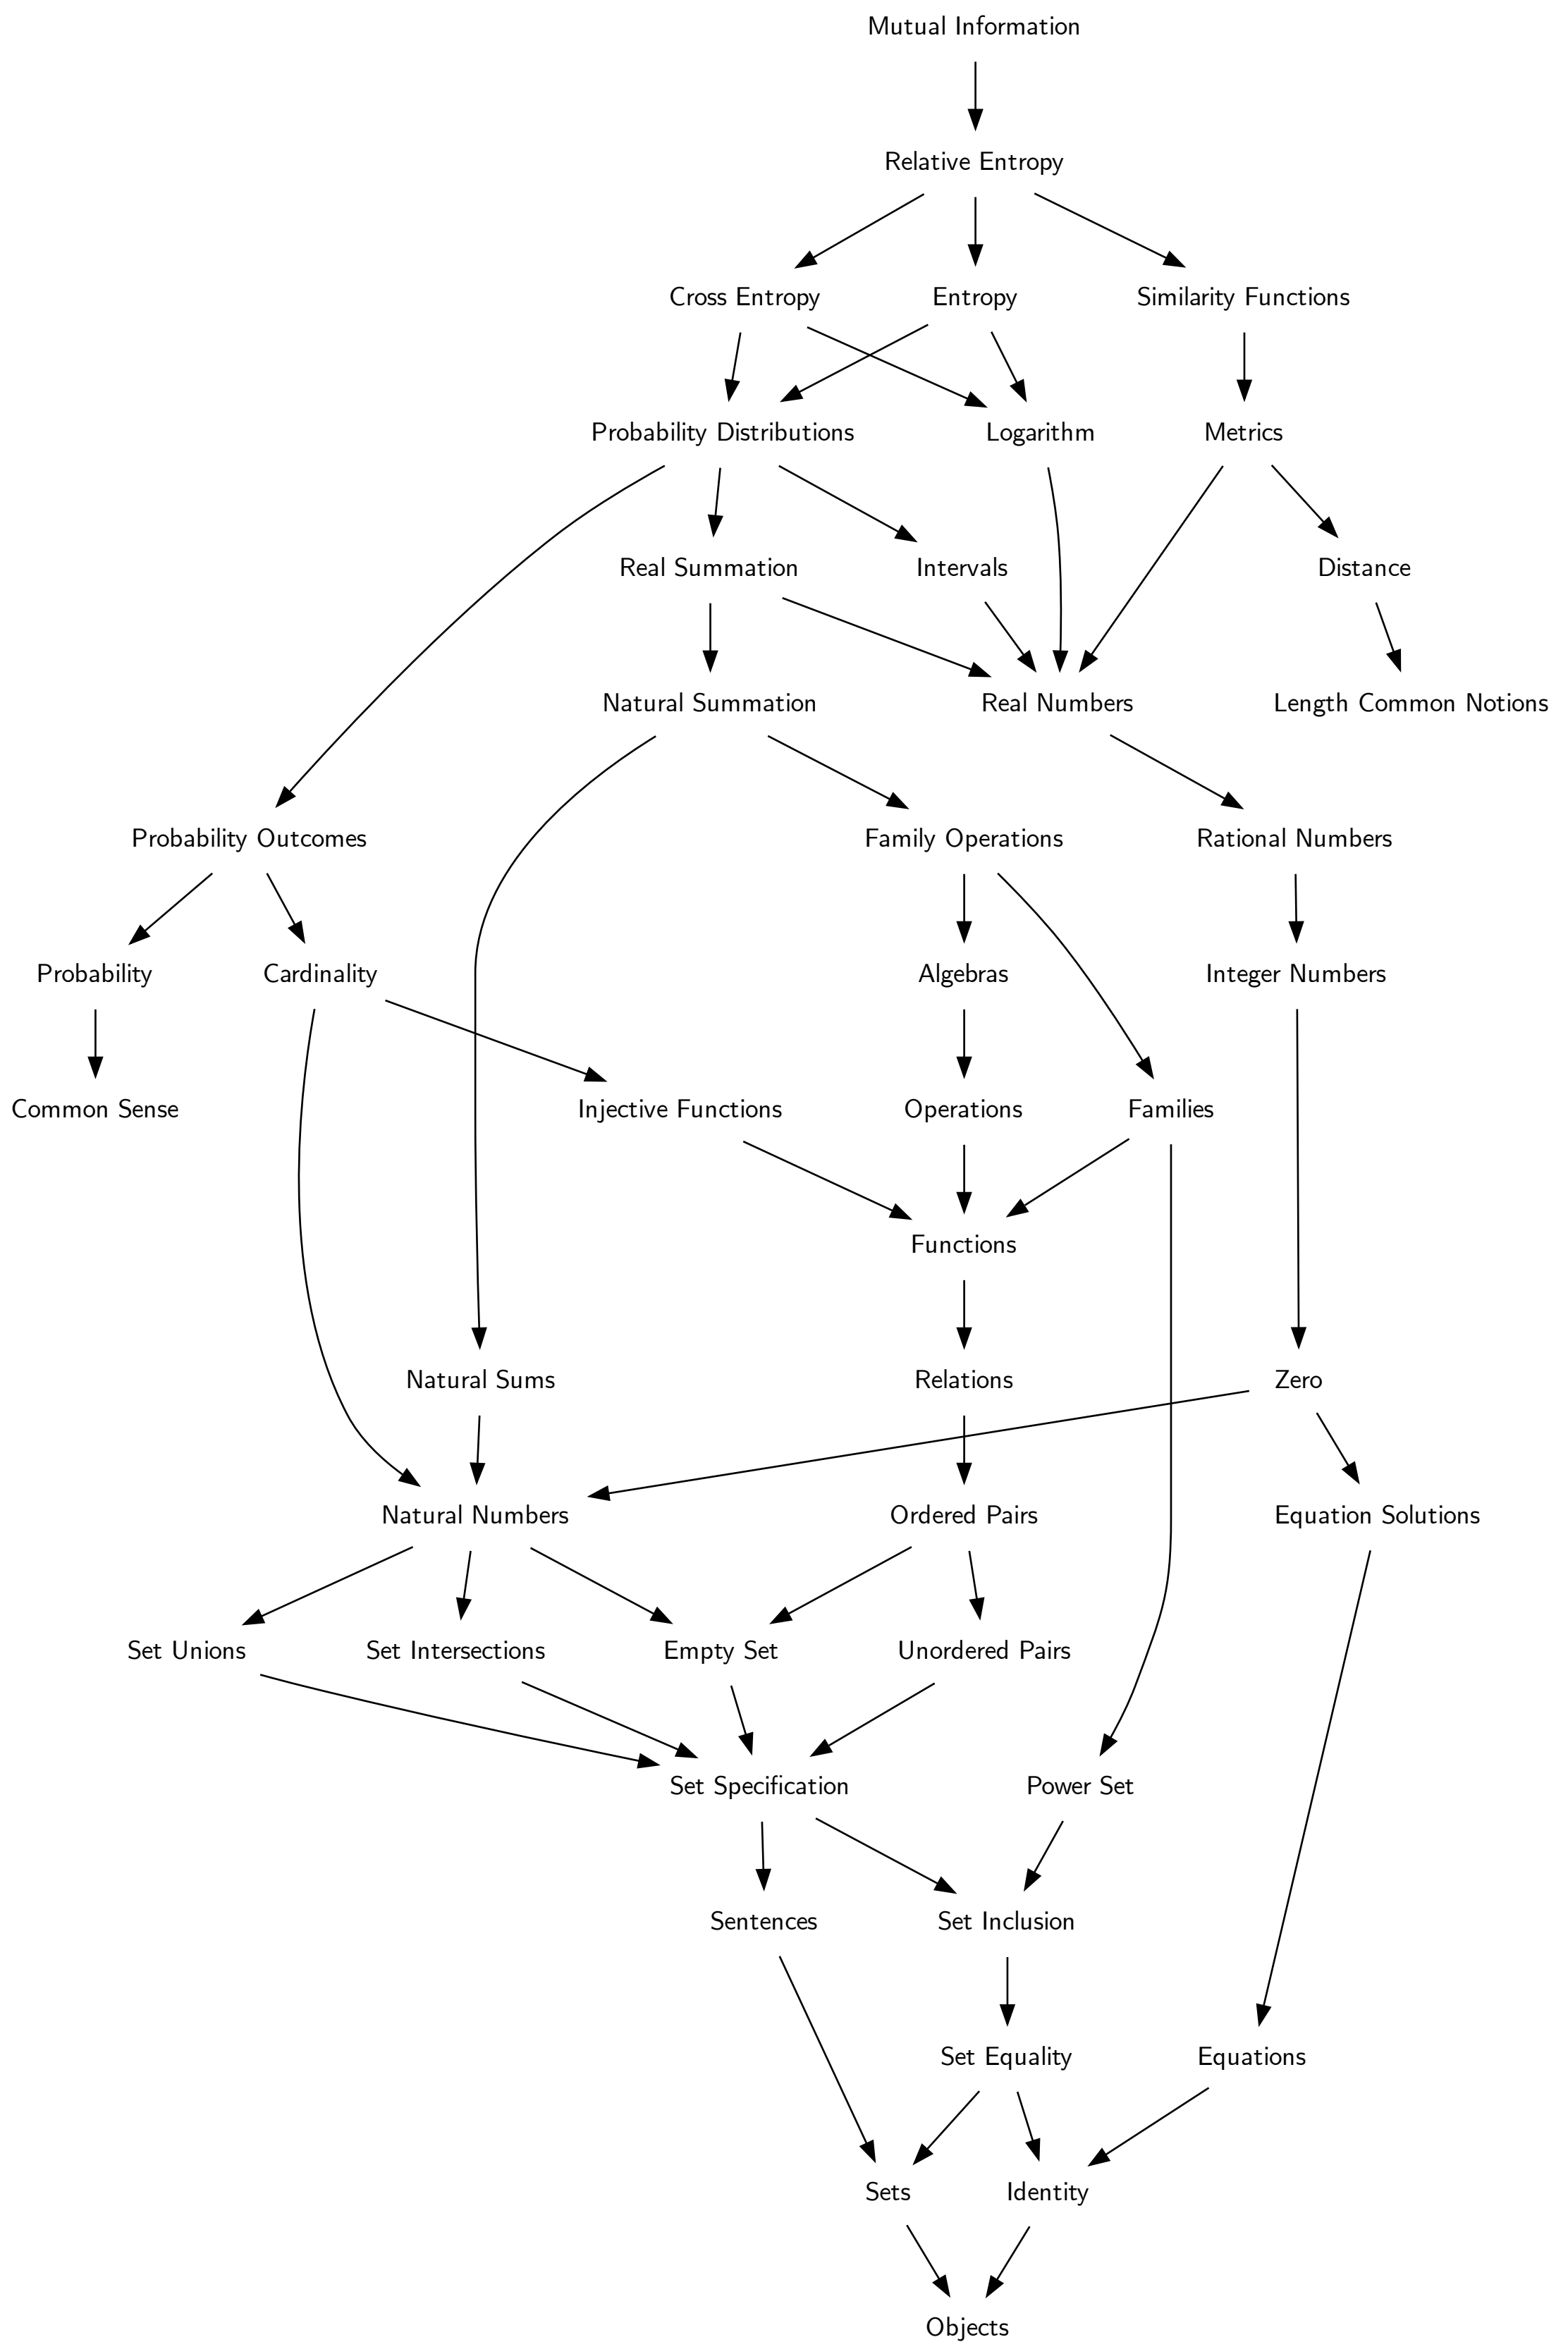 Mutual Information
Relative Entropy
Cross Entropy
Entropy
Similarity Functions
Probability Distributions
Logarithm
Metrics
Real Summation
Intervals
Distance
Natural Summation
Real Numbers
Length Common Notions
Probability Outcomes
Family Operations
Rational Numbers
Probability
Cardinality
Algebras
Integer Numbers
Common Sense
Injective Functions
Operations
Families
Functions
Natural Sums
Relations
Zero
Natural Numbers
Ordered Pairs
Equation Solutions
Set Unions
Set Intersections
Empty Set
Unordered Pairs
Set Specification
Power Set
Sentences
Set Inclusion
Set Equality
Equations
Sets
Identity
Objects